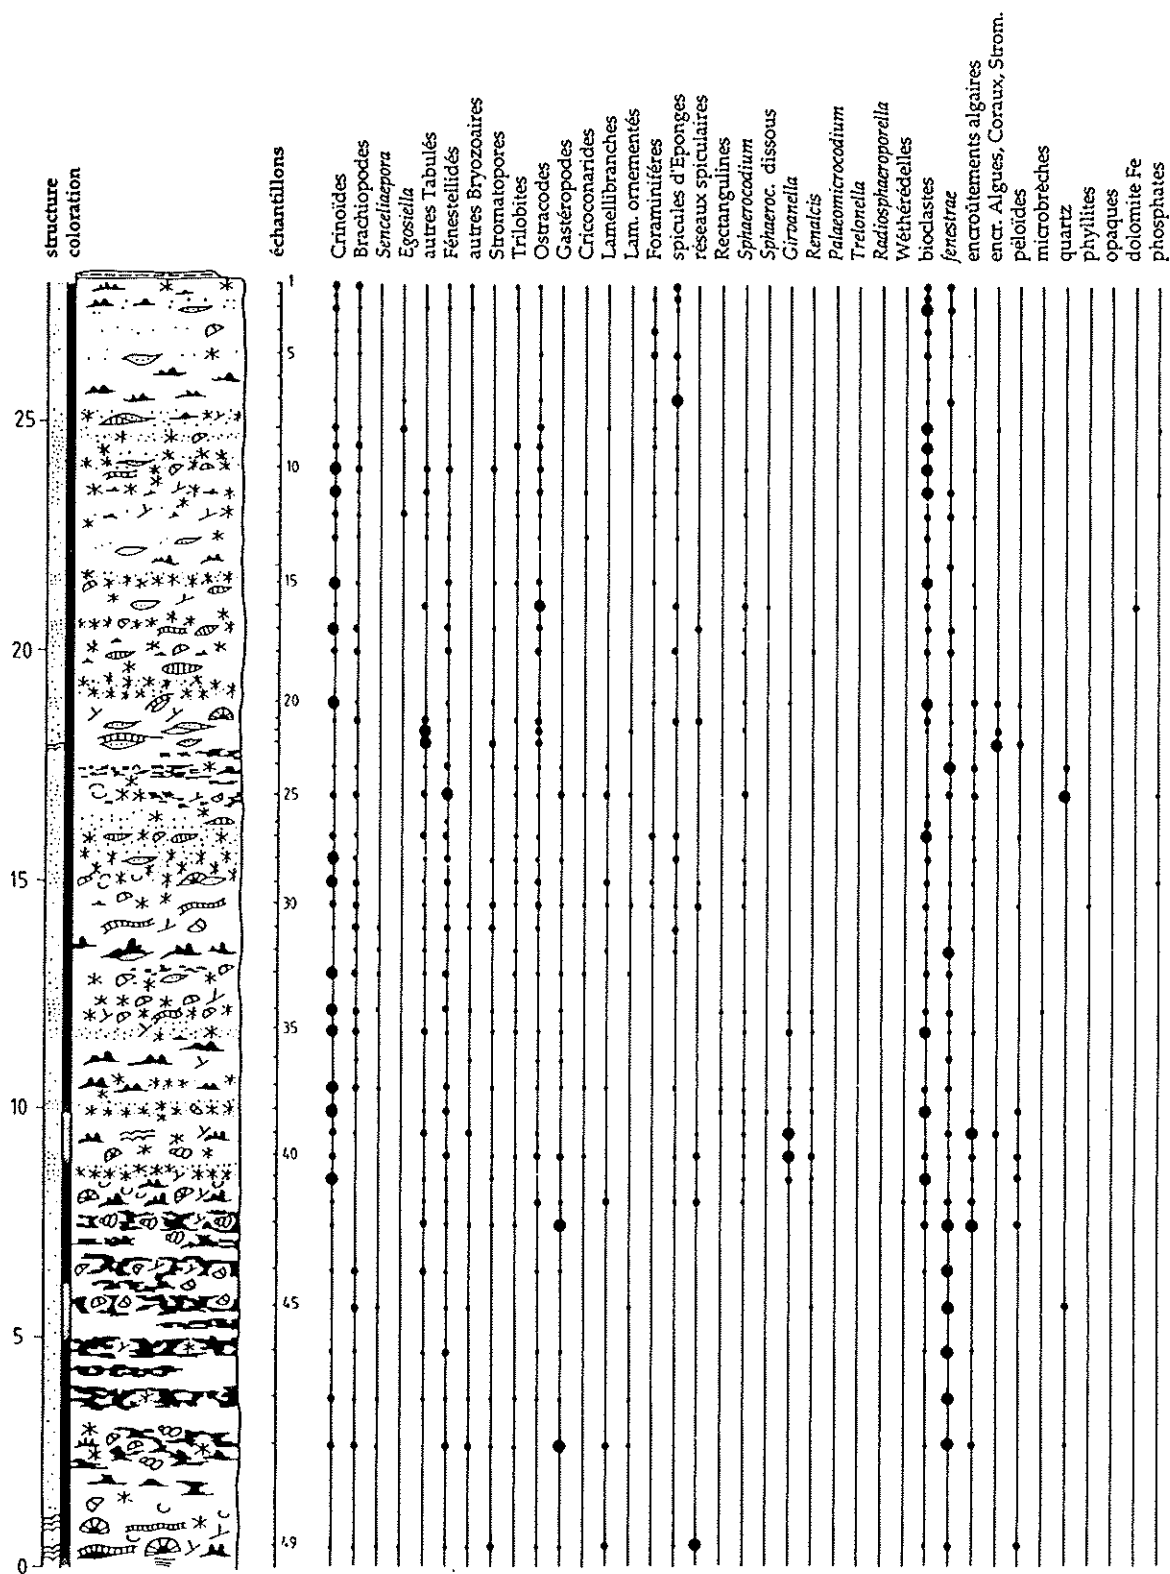 structure
coloration
échantillons
Crinoïdes
Brachiopodes
Senceliaepora
Egosiella
autres Tabulés
Fénestellidés
autres Bryozoaires
Stromatopores
Trilobites
Ostracodes
Gastéropodes
Cricoconarides
Lamellibranches
Lam. ornementés
Foraminifères
spicules d'Eponges
réseaux spiculaires
Rectangulines
Sphaerocodium
Sphaeroc. dissous
Girvanella
Renalcis
Palaeomicrocodium
Trelonella
Radiosphaeroporella
Wéthérédelles
bioclastes
fenestrae
encroûtements algaires
encr. Algues, Coraux, Strom.
péloïdes
microbrèches
quartz
phyllites
opaques
dolomite Fe
phosphates
1
5
25
10
15
20
20
25
15
30
35
10
40
45
5
49
0